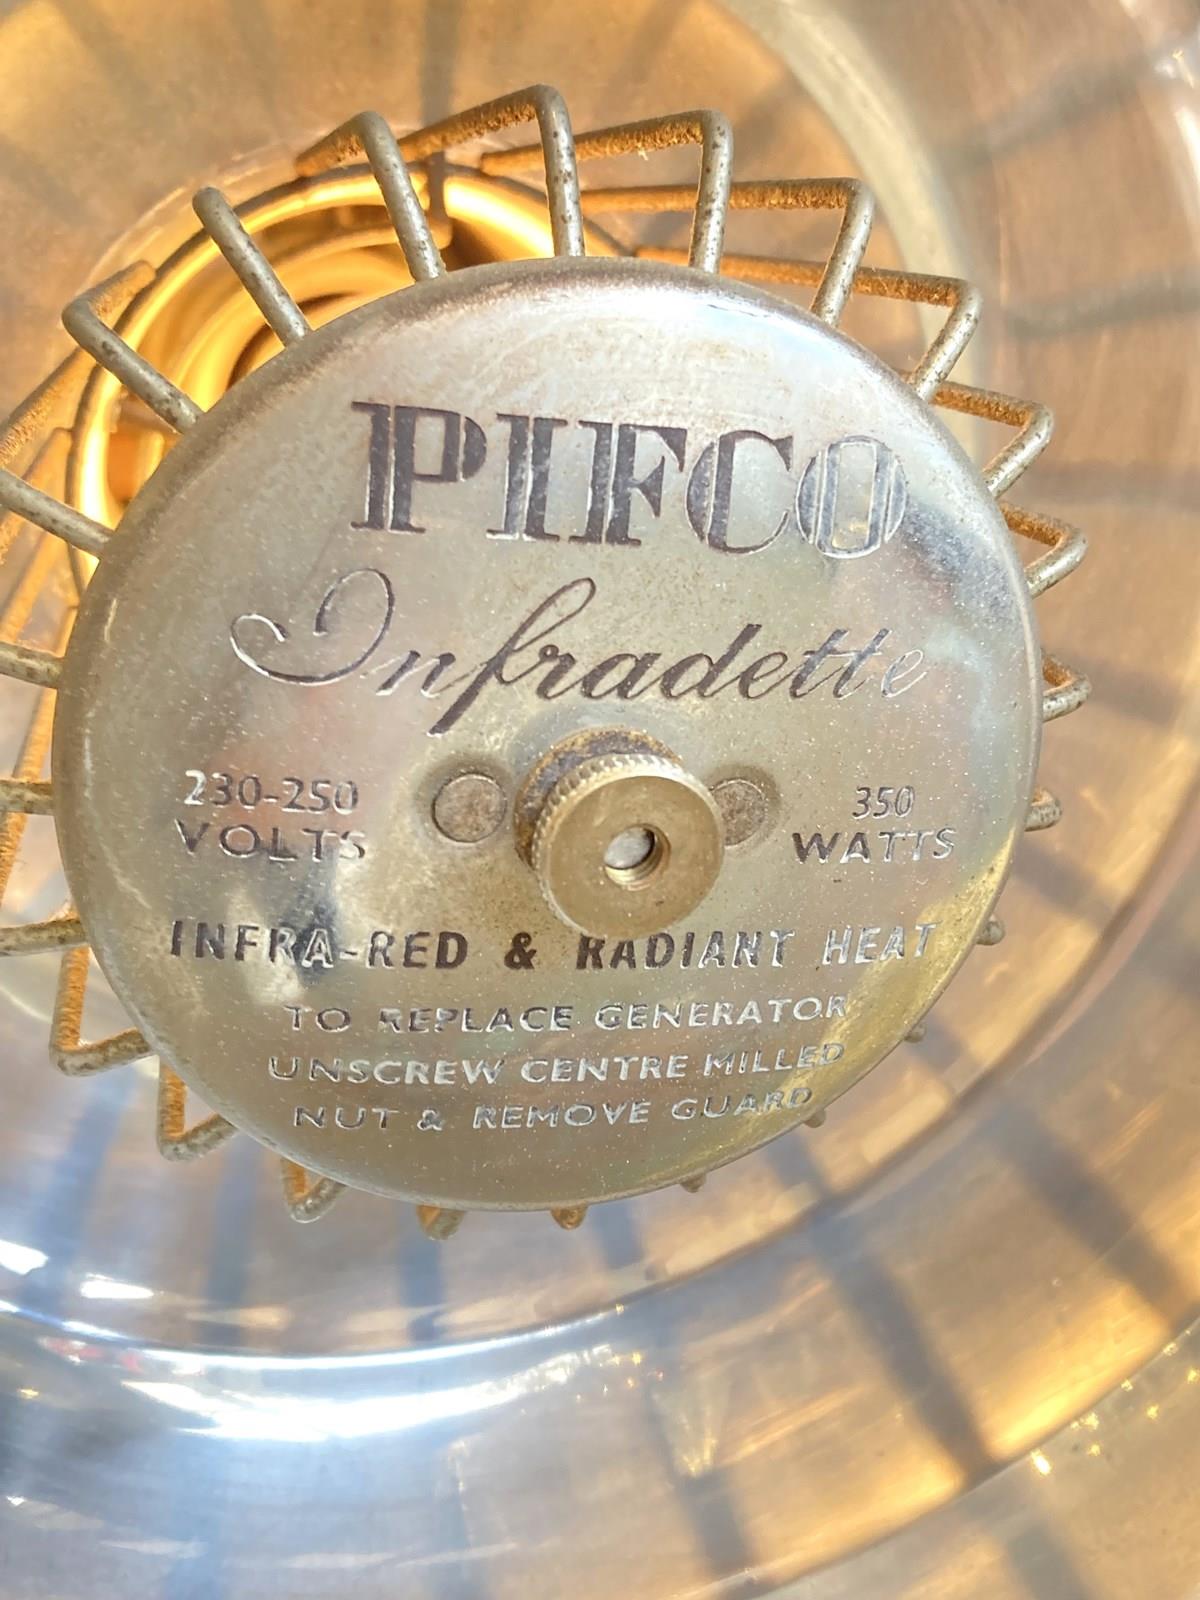 PIFCO
Infradette
230-250
VOLTS
350
WATTS
INFRA-RED & RADIANT HEAT
TO REPLACE GENERATOR
UNSCREW CENTRE MILLED
NUT & REMOVE GUARD